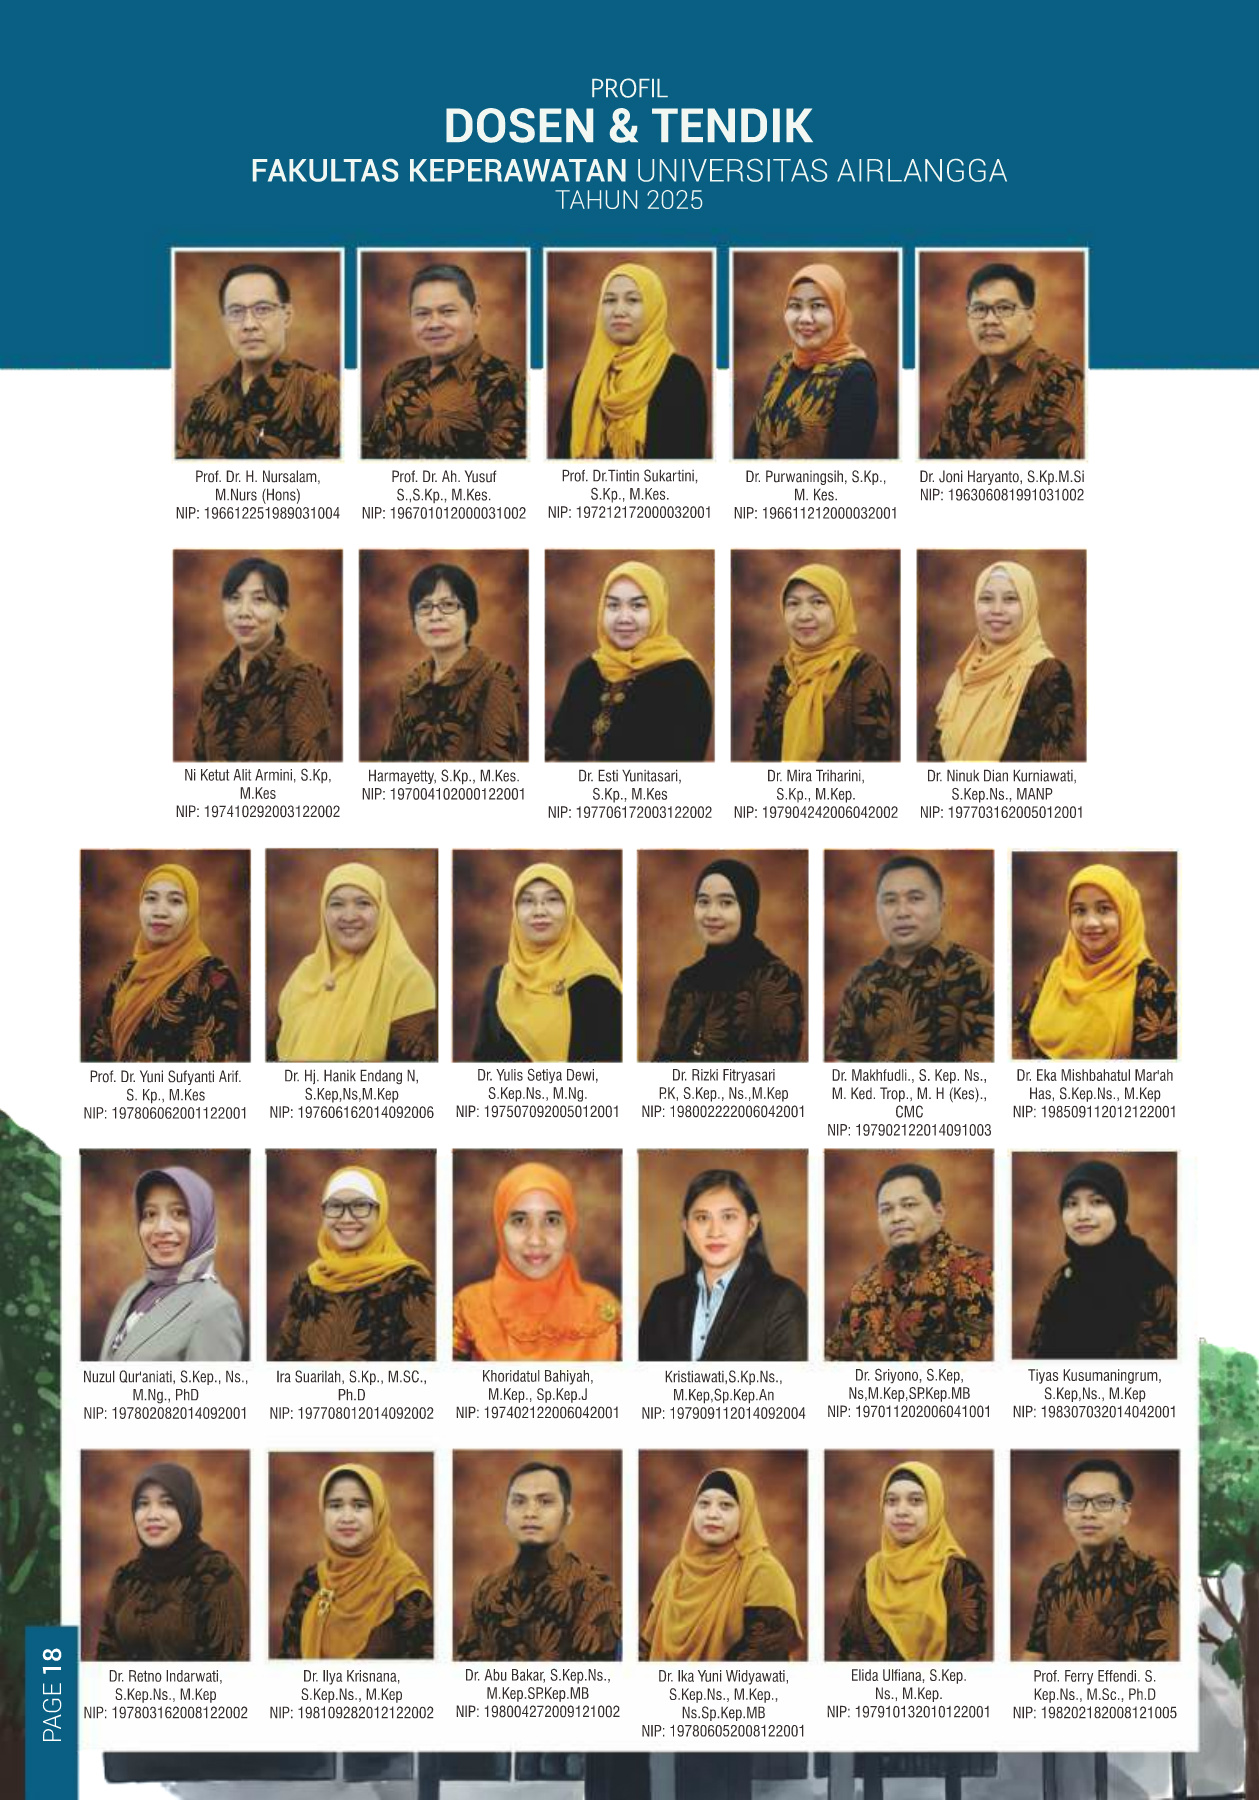 PROFIL
DOSEN & TENDIK
FAKULTAS KEPERAWATAN UNIVERSITAS AIRLANGGA
TAHUN 2025
Prof. Dr. H. Nursalam,
M.Nurs (Hons)
NIP: 196612251989031004
Prof. Dr. Ah. Yusuf
S.,S.Kp., M.Kes.
NIP: 196701012000031002
Prof. Dr.Tintin Sukartini,
S.Kp., M.Kes.
NIP: 197212172000032001
Dr. Purwaningsih, S.Kp.,
M. Kes.
NIP: 196611212000032001
Dr. Joni Haryanto, S.Kp.M.Si
NIP: 196306081991031002
Ni Ketut Alit Armini, S.Kp,
M.Kes
NIP: 197410292003122002
Harmayetty, S.Kp., M.Kes.
NIP: 197004102000122001
Dr. Esti Yunitasari,
S.Kp., M.Kes
NIP: 197706172003122002
Dr. Mira Triharini,
S.Kp., M.Kep.
NIP: 197904242006042002
Dr. Ninuk Dian Kurniawati,
S.Kep.Ns., MANP
NIP: 197703162005012001
Prof. Dr. Yuni Sufyanti Arif.
S. Kp., M.Kes
NIP: 197806062001122001
Dr. Hj. Hanik Endang N,
S.Kep,Ns,M.Kep
NIP: 197606162014092006
Dr. Yulis Setiya Dewi,
S.Kep.Ns., M.Ng.
NIP: 197507092005012001
Dr. Rizki Fitryasari
P.K, S.Kep., Ns.,M.Kep
NIP: 198002222006042001
Dr. Makhfudli., S. Kep. Ns.,
M. Ked. Trop., M. H (Kes).,
CMC
NIP: 197902122014091003
Dr. Eka Mishbahatul Mar'ah
Has, S.Kep.Ns., M.Kep
NIP: 198509112012122001
Nuzul Qur'aniati, S.Kep., Ns.,
M.Ng., PhD
NIP: 197802082014092001
Ira Suarilah, S.Kp., M.SC.,
Ph.D
NIP: 197708012014092002
Khoridatul Bahiyah,
M.Kep., Sp.Kep.J
NIP: 197402122006042001
Kristiawati,S.Kp.Ns.,
M.Kep,Sp.Kep.An
NIP: 197909112014092004
Dr. Sriyono, S.Kep,
Ns,M.Kep,SP.Kep.MB
NIP: 197011202006041001
Tiyas Kusumaningrum,
S.Kep,Ns., M.Kep
NIP: 198307032014042001
Dr. Retno Indarwati,
S.Kep.Ns., M.Kep
NIP: 197803162008122002
Dr. Ilya Krisnana,
S.Kep.Ns., M.Kep
NIP: 198109282012122002
Dr. Abu Bakar, S.Kep.Ns.,
M.Kep.SP.Kep.MB
NIP: 198004272009121002
Dr. Ika Yuni Widyawati,
S.Kep.Ns., M.Kep.,
Ns.Sp.Kep.MB
NIP: 197806052008122001
Elida Ulfiana, S.Kep.
Ns., M.Kep.
NIP: 197910132010122001
Prof. Ferry Effendi. S.
Kep.Ns., M.Sc., Ph.D
NIP: 198202182008121005
PAGE 18